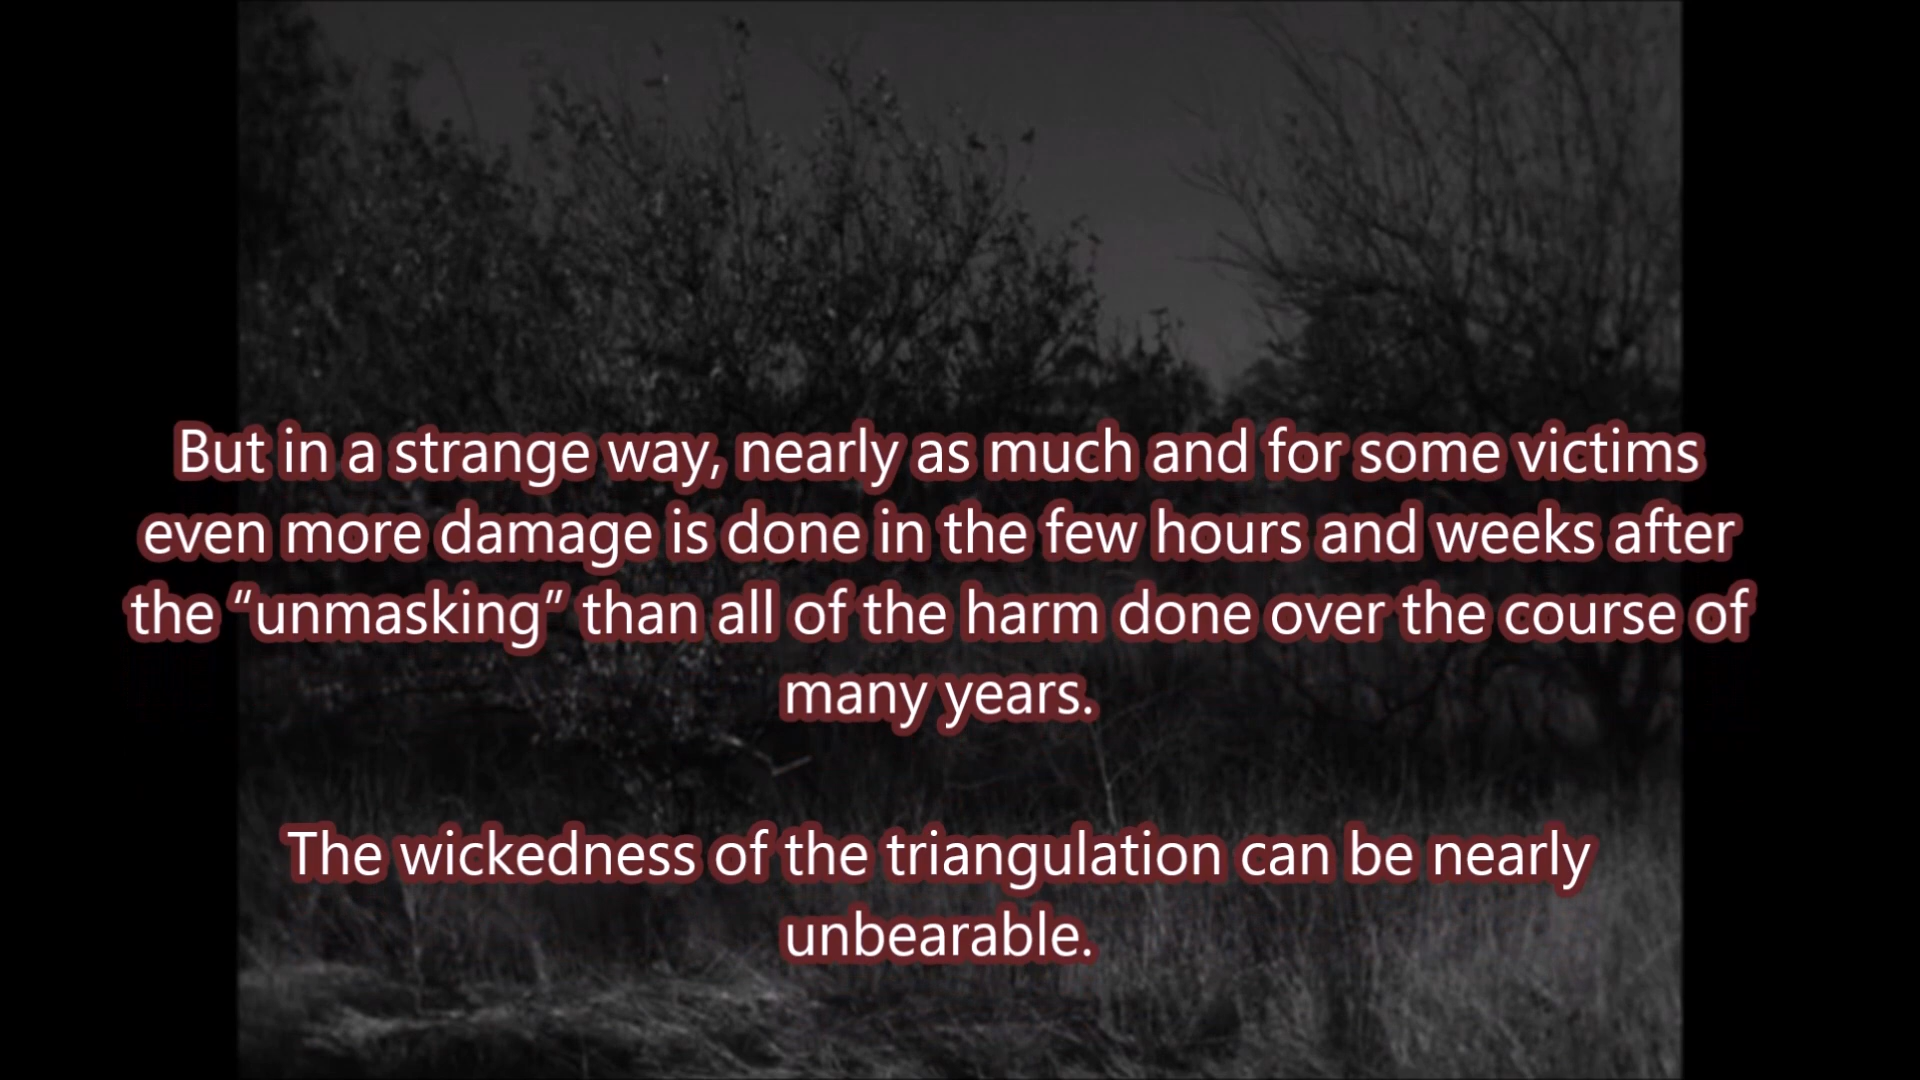 But in a strange way, nearly as much and for some victims
even more damage is done in the few hours and weeks after
the “unmasking” than all of the harm done over the course of
many years.
The wickedness of the triangulation can be nearly
unbearable.